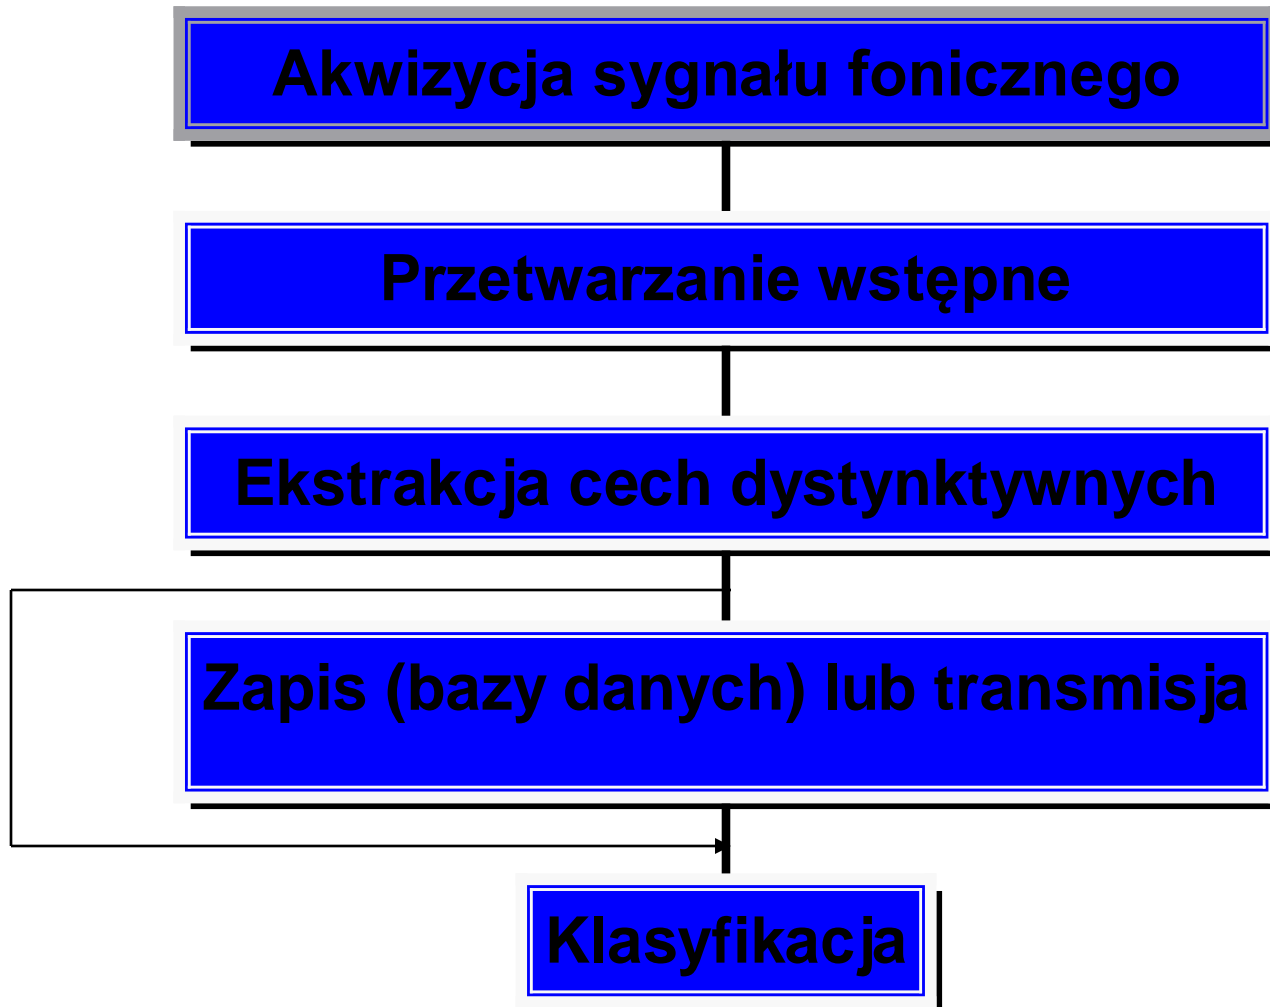 Akwizycja sygnału fonicznego
Przetwarzanie wstępne
Ekstrakcja cech dystynktywnych
Zapis (bazy danych) lub transmisja
Klasyfikacja